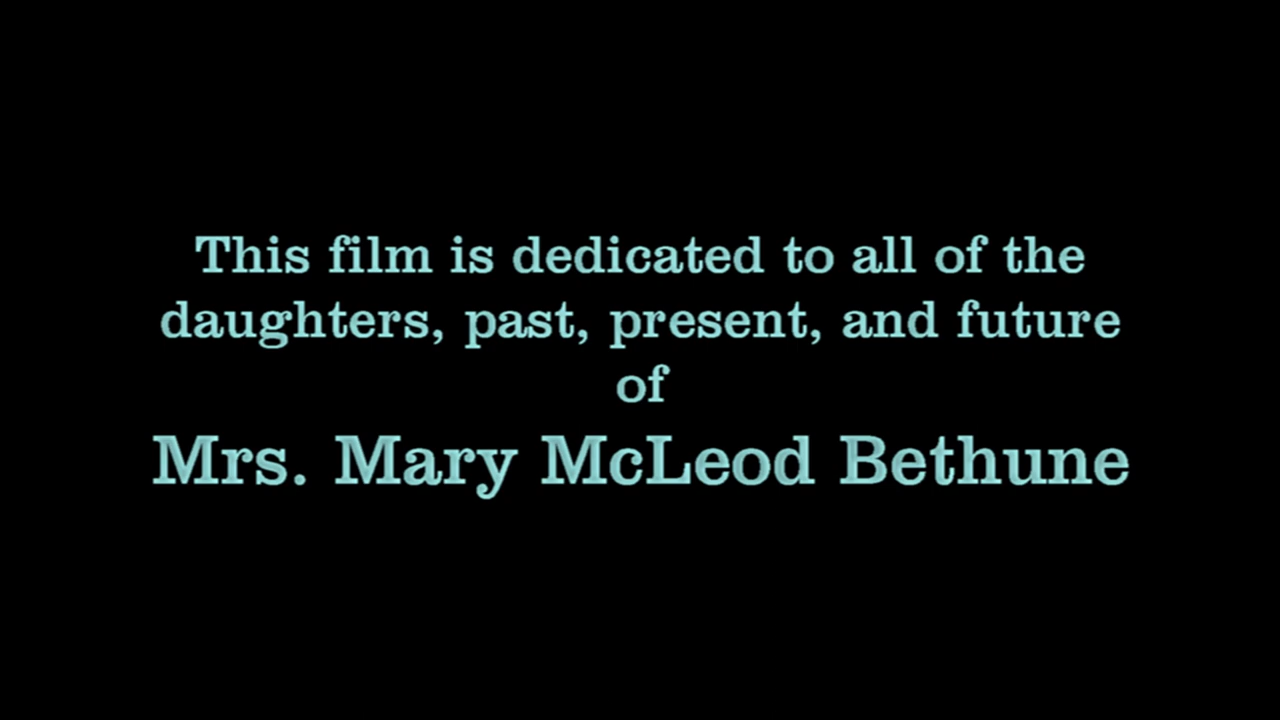 This film is dedicated to all of the
daughters, past, present, and future
of
Mrs. Mary McLeod Bethune